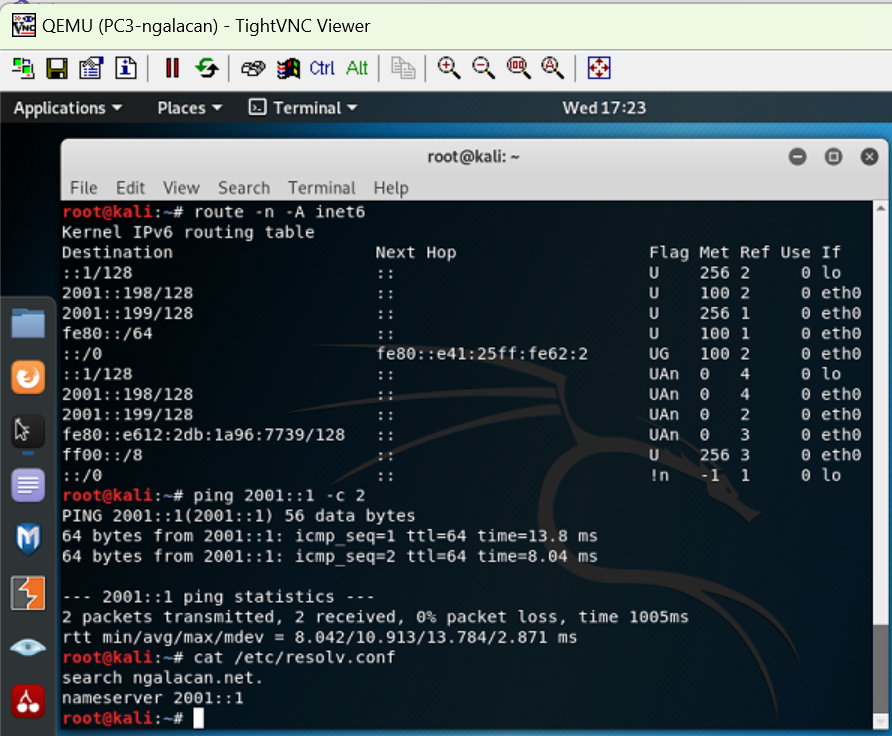 QEMU (PC3-ngalacan) - TightVNC Viewer
Ctrl Alt
Applications Places Terminal Wed 17:23
root@kali: ~
File Edit View Search Terminal Help
root@kali:~# route -n -A inet6
Kernel IPv6 routing table
Destination Next Hop Flag Met Ref Use If
::1/128 :: U 256 2 0 lo
2001::198/128 :: U 100 2 0 eth0
2001::199/128 :: U 256 1 0 eth0
fe80::/64 :: U 100 1 0 eth0
::/0 fe80::e41:25ff:fe62:2 UG 100 2 0 eth0
::1/128 :: UAn 0 4 0 lo
2001::198/128 :: UAn 0 4 0 eth0
2001::199/128 :: UAn 0 2 0 eth0
fe80::e612:2db:1a96:7739/128 :: UAn 0 3 0 eth0
ff00::/8 :: U 256 3 0 eth0
::/0 :: !n -1 1 0 lo
root@kali:~# ping 2001::1 -c 2
PING 2001::1(2001::1) 56 data bytes
64 bytes from 2001::1: icmp_seq=1 ttl=64 time=13.8 ms
64 bytes from 2001::1: icmp_seq=2 ttl=64 time=8.04 ms
--- 2001::1 ping statistics ---
2 packets transmitted, 2 received, 0% packet loss, time 1005ms
rtt min/avg/max/mdev = 8.042/10.913/13.784/2.871 ms
root@kali:~# cat /etc/resolv.conf
search ngalacan.net.
nameserver 2001::1
root@kali:~#